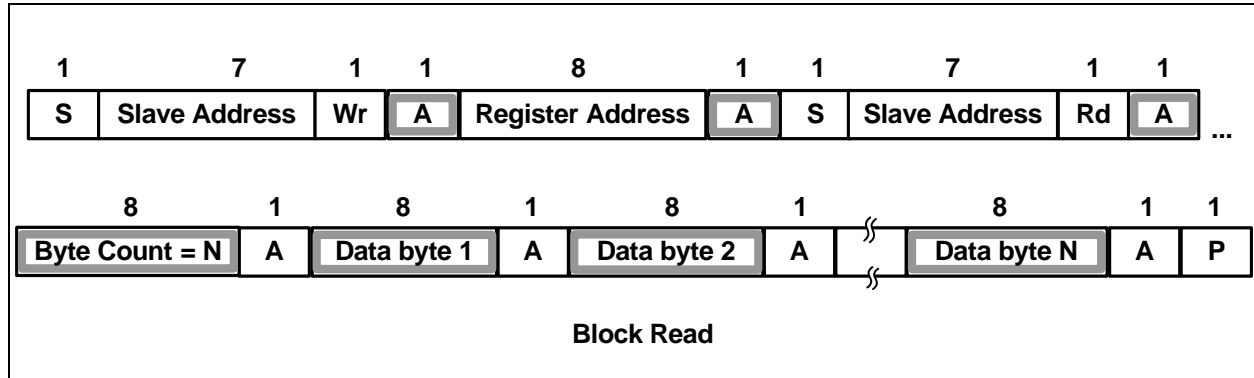 1 7 1 1 8 1 1 7 1 1
S Slave Address Wr A Register Address A S Slave Address Rd A ...
8 1 8 1 8 1 8 1 1
Byte Count = N A Data byte 1 A Data byte 2 A Data byte N A P
Block Read